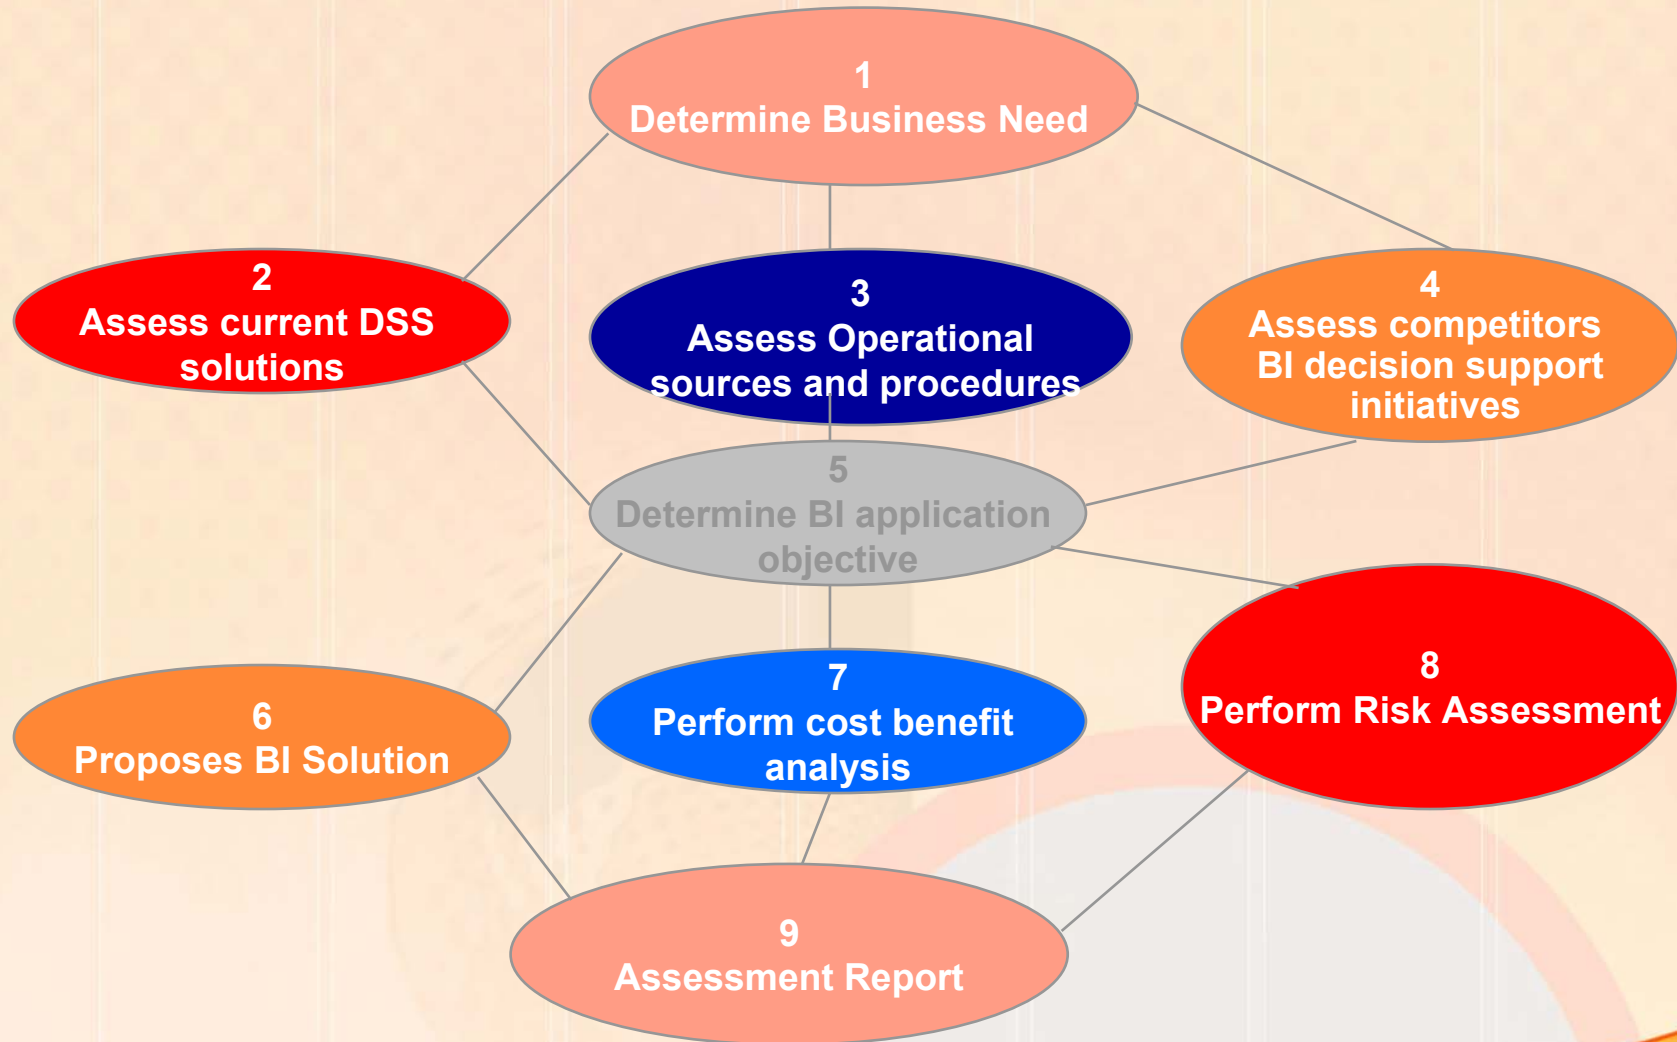 1
Determine Business Need
2
Assess current DSS
solutions
3
Assess Operational
sources and procedures
4
Assess competitors
BI decision support
initiatives
5
Determine BI application
objective
6
Proposes BI Solution
7
Perform cost benefit
analysis
8
Perform Risk Assessment
9
Assessment Report